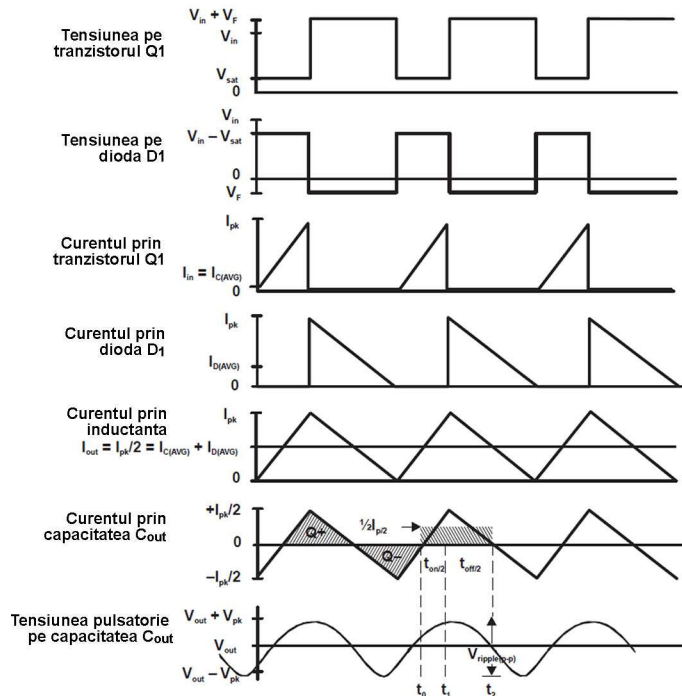 Tensiunea pe
tranzistorul Q1
V_in + V_F
V_in
V_sat
0
Tensiunea pe
dioda D1
V_in
V_in – V_sat
0
V_F
Curentul prin
tranzistorul Q1
I_pk
I_in = I_C(AVG)
0
Curentul prin
dioda D1
I_pk
I_D(AVG)
0
Curentul prin
inductanta
I_pk
I_out = I_pk/2 = I_C(AVG) + I_D(AVG)
0
Curentul prin
capacitatea Cout
+I_pk/2
0
–I_pk/2
Q+
Q–
½I_p/2
t_on/2
t_off/2
Tensiunea pulsatorie
pe capacitatea Cout
V_out + V_pk
V_out
V_out – V_pk
V_ripple(p-p)
t_0
t_1
t_2